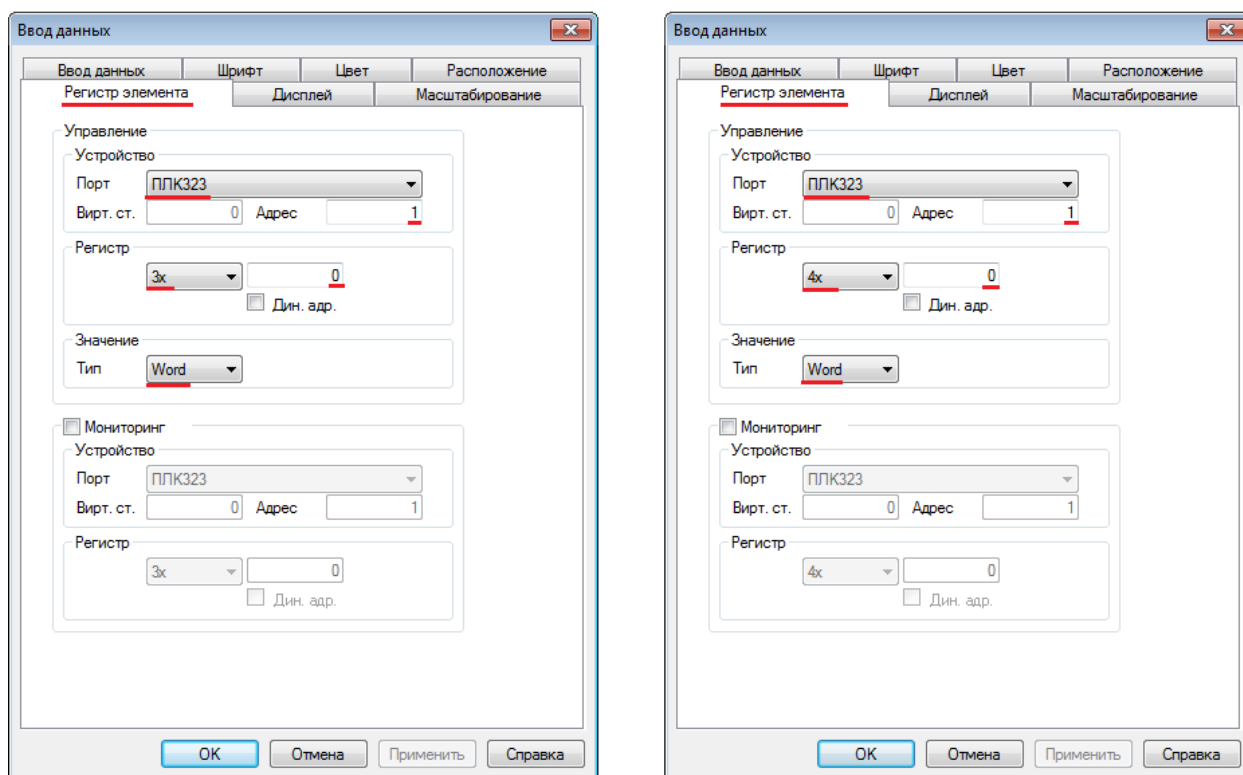 Ввод данных
Ввод данных Шрифт Цвет Расположение
Регистр элемента Дисплей Масштабирование
Управление
Устройство
Порт ПЛК323
Вирт. ст. 0 Адрес 1
Регистр
3x 0
Дин. адр.
Значение
Тип Word
Мониторинг
Устройство
Порт ПЛК323
Вирт. ст. 0 Адрес 1
Регистр
3x 0
Дин. адр.
OK Отмена Применить Справка
Ввод данных
Ввод данных Шрифт Цвет Расположение
Регистр элемента Дисплей Масштабирование
Управление
Устройство
Порт ПЛК323
Вирт. ст. 0 Адрес 1
Регистр
4x 0
Дин. адр.
Значение
Тип Word
Мониторинг
Устройство
Порт ПЛК323
Вирт. ст. 0 Адрес 1
Регистр
4x 0
Дин. адр.
OK Отмена Применить Справка